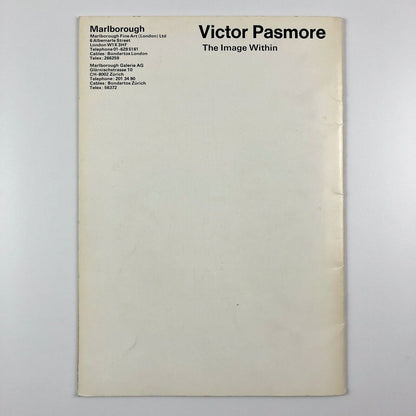 Marlborough
Marlborough Fine Art (London) Ltd
6 Albemarle Street
London W1X 3HF
Telephone 01-629 5161
Cables: Bondartos London
Telex: 266259
Marlborough Galerie AG
Glärnischstrasse 10
CH-8002 Zürich
Telephone: 201 34 90
Cables: Bondartos Zürich
Telex: 56372
Victor Pasmore
The Image Within